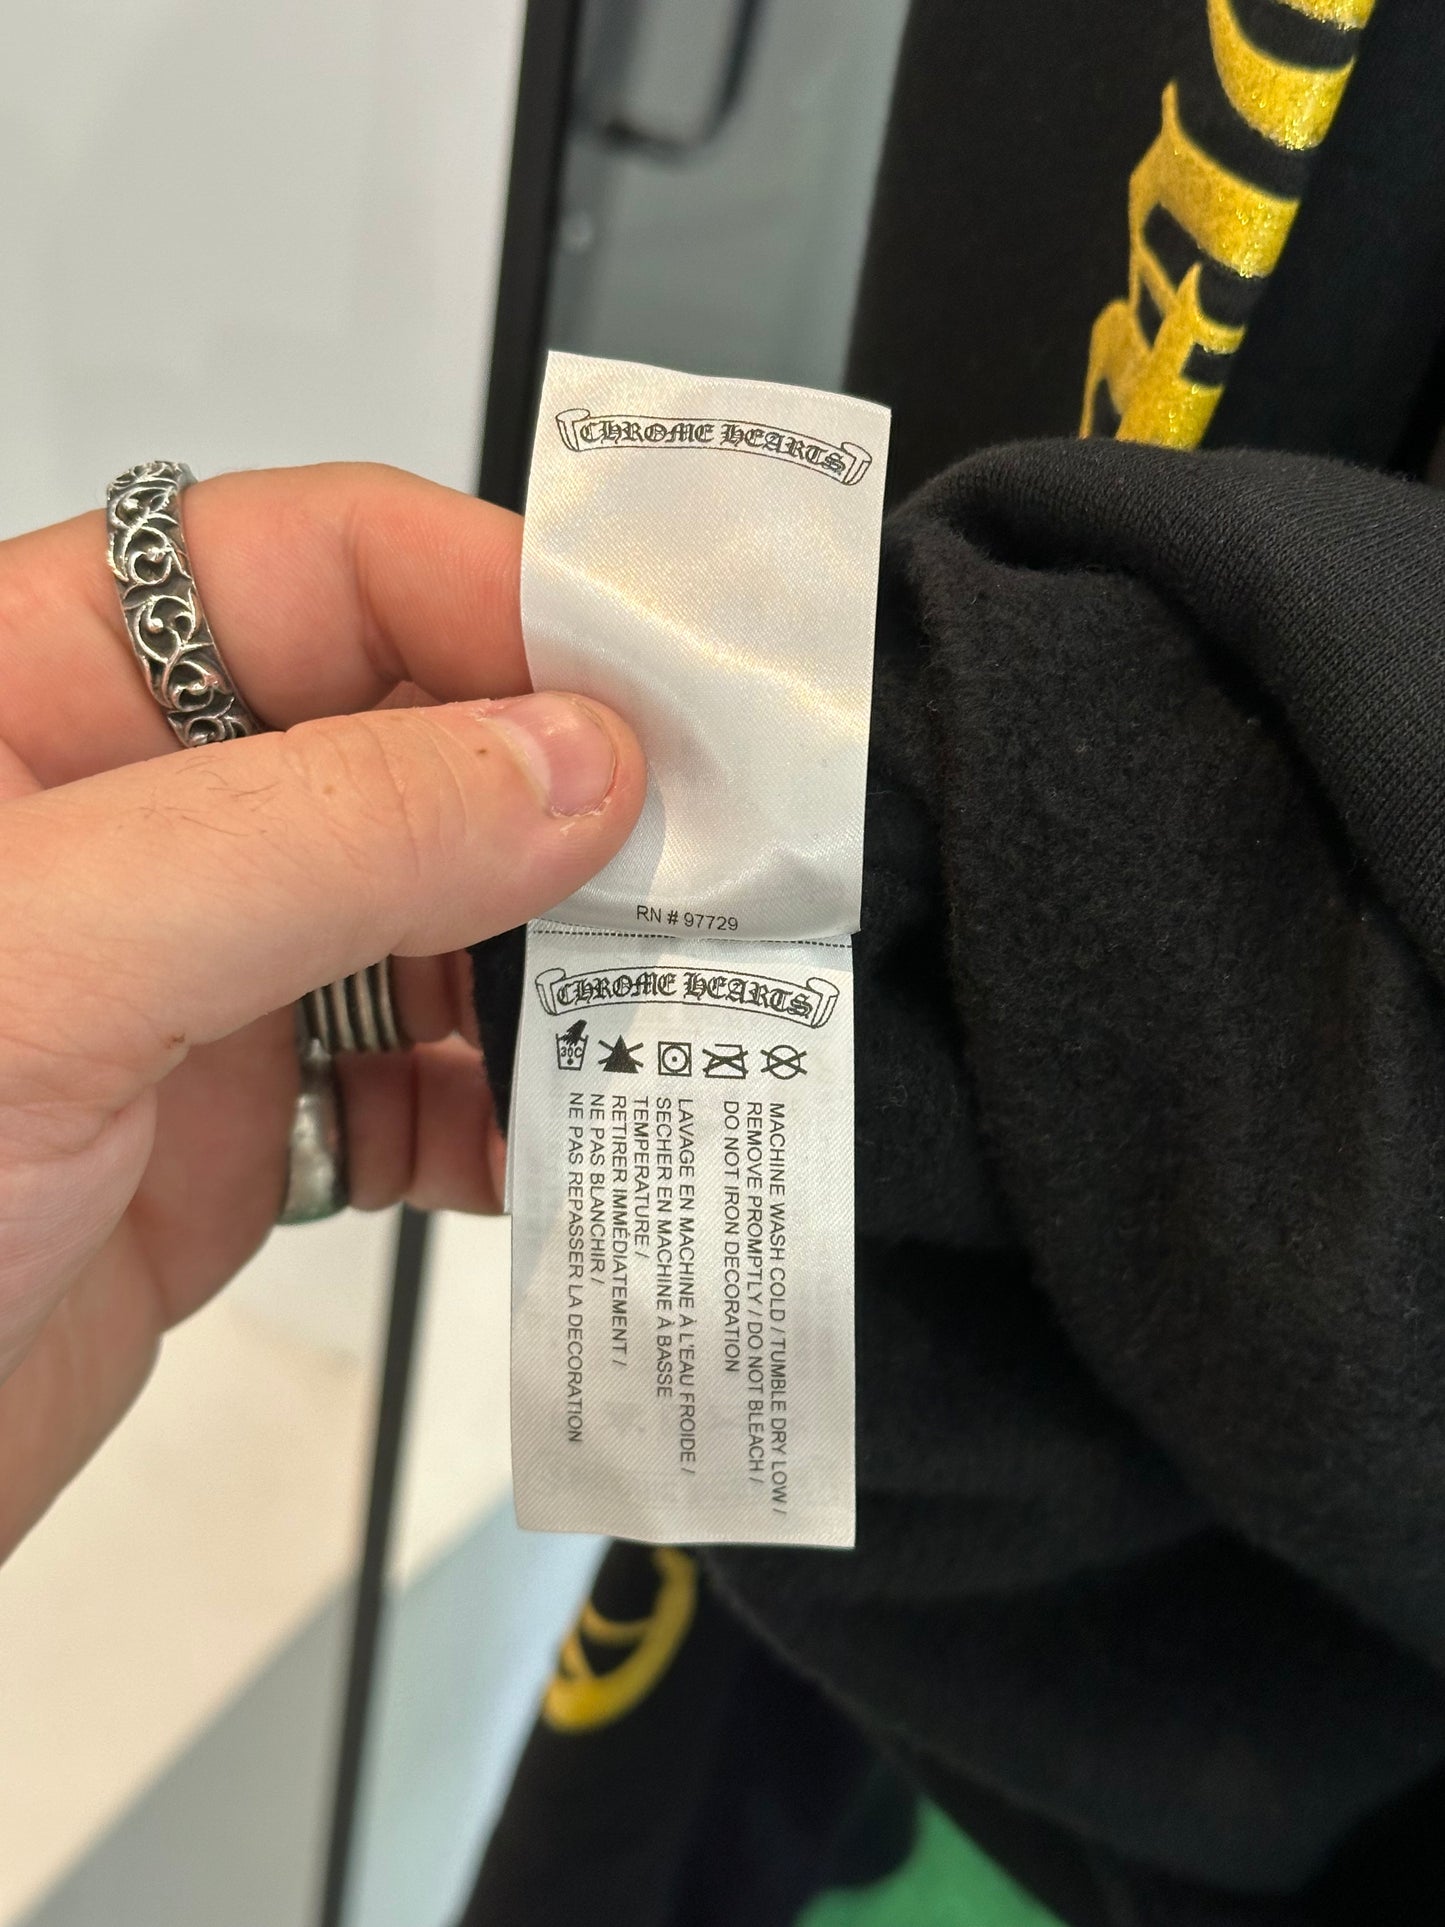 CHROME HEARTS
RN # 97729
CHROME HEARTS
30C
MACHINE WASH COLD / TUMBLE DRY LOW /
REMOVE PROMPTLY / DO NOT BLEACH /
DO NOT IRON DECORATION
LAVAGE EN MACHINE À L'EAU FROIDE /
SECHER EN MACHINE À BASSE
TEMPERATURE /
RETIRER IMMÉDIATEMENT /
NE PAS BLANCHIR /
NE PAS REPASSER LA DECORATION